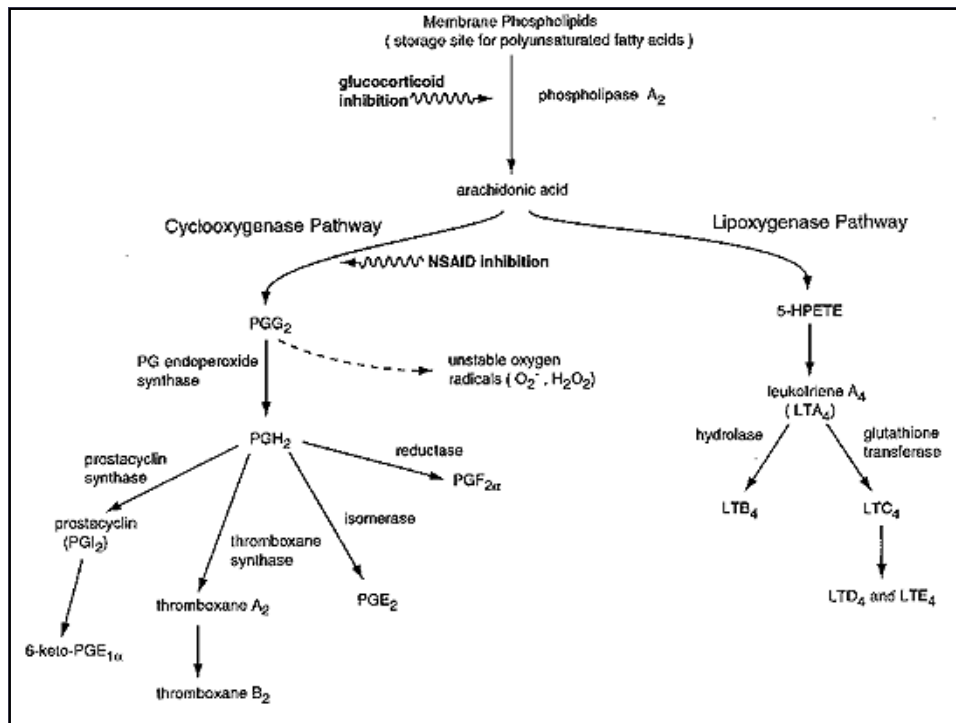 Membrane Phospholipids
( storage site for polyunsaturated fatty acids )
glucocorticoid
inhibition
phospholipase A₂
arachidonic acid
Cyclooxygenase Pathway
Lipoxygenase Pathway
NSAID inhibition
PGG₂
5-HPETE
PG endoperoxide
synthase
unstable oxygen
radicals ( O₂⁻ , H₂O₂)
leukotriene A₄
( LTA₄)
PGH₂
reductase
hydrolase
glutathione
transferase
prostacyclin
synthase
PGF₂α
LTB₄
LTC₄
isomerase
prostacyclin
(PGI₂)
thromboxane
synthase
thromboxane A₂
PGE₂
LTD₄ and LTE₄
6-keto-PGE₁α
thromboxane B₂